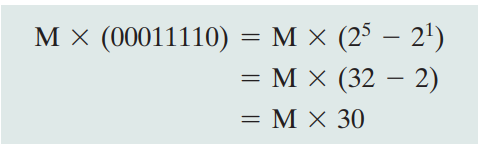 M × (00011110) = M × (2⁵ − 2¹)
= M × (32 − 2)
= M × 30